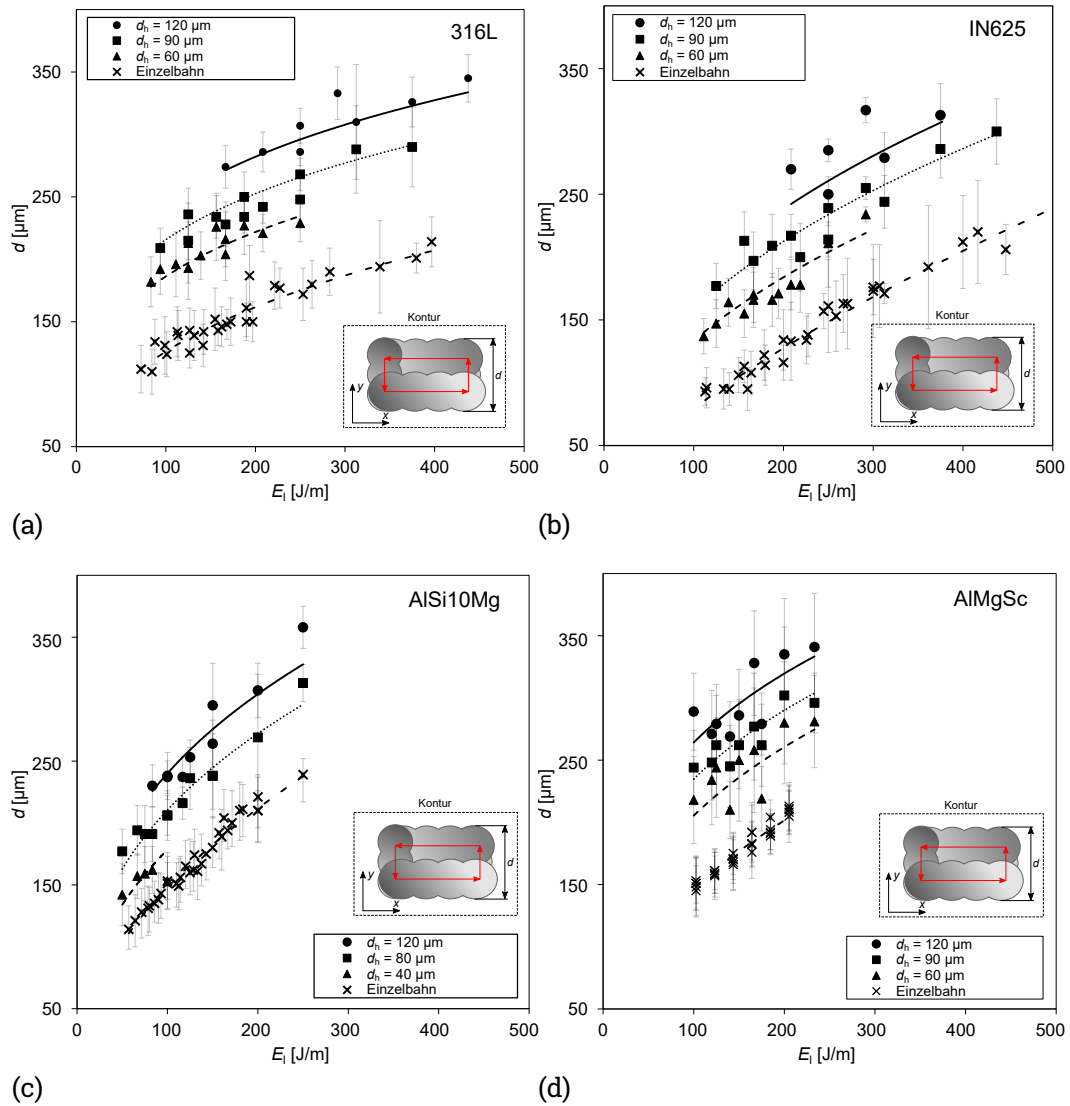 316L
d_h = 120 µm
d_h = 90 µm
d_h = 60 µm
Einzelbahn
350
250
150
50
d [µm]
0
100
200
300
400
500
E_l [J/m]
Kontur
y
x
d
(a)
IN625
d_h = 120 µm
d_h = 90 µm
d_h = 60 µm
Einzelbahn
350
250
150
50
d [µm]
0
100
200
300
400
500
E_l [J/m]
Kontur
y
x
d
(b)
AlSi10Mg
350
250
150
50
d [µm]
Kontur
y
x
d
d_h = 120 µm
d_h = 80 µm
d_h = 40 µm
Einzelbahn
0
100
200
300
400
500
E_l [J/m]
(c)
AlMgSc
350
250
150
50
d [µm]
Kontur
y
x
d
d_h = 120 µm
d_h = 90 µm
d_h = 60 µm
Einzelbahn
0
100
200
300
400
500
E_l [J/m]
(d)